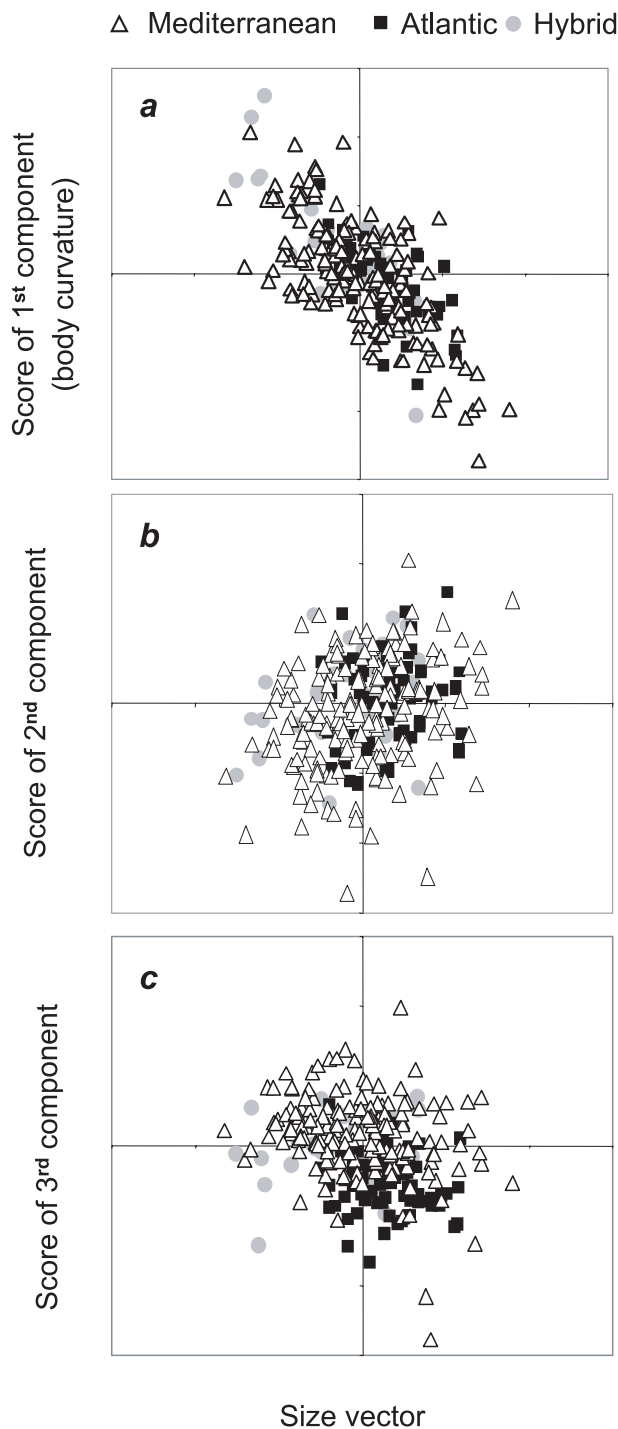 Mediterranean Atlantic Hybrid
a
Score of 1st component
(body curvature)
b
Score of 2nd component
c
Score of 3rd component
Size vector